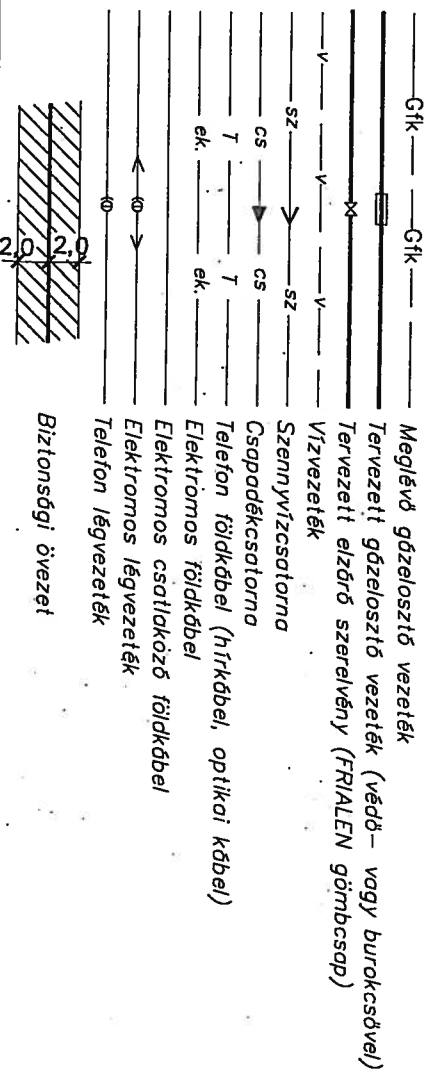 Gfk Gfk Meglévő gázelosztó vezeték
Tervezett gázelosztó vezeték (védő- vagy burokcsővel)
Tervezett elzáró szerelvény (FRIALEN gömbcsap)
v v v Vízvezeték
sz sz Szennyvízcsatorna
cs cs Csapadékcsatorna
T T Telefon földkábel (hírkábel, optikai kábel)
ek. ek. Elektromos földkábel
Elektromos csatlakozó földkábel
Elektromos légvezeték
Telefon légvezeték
2,0 2,0 Biztonsági övezet